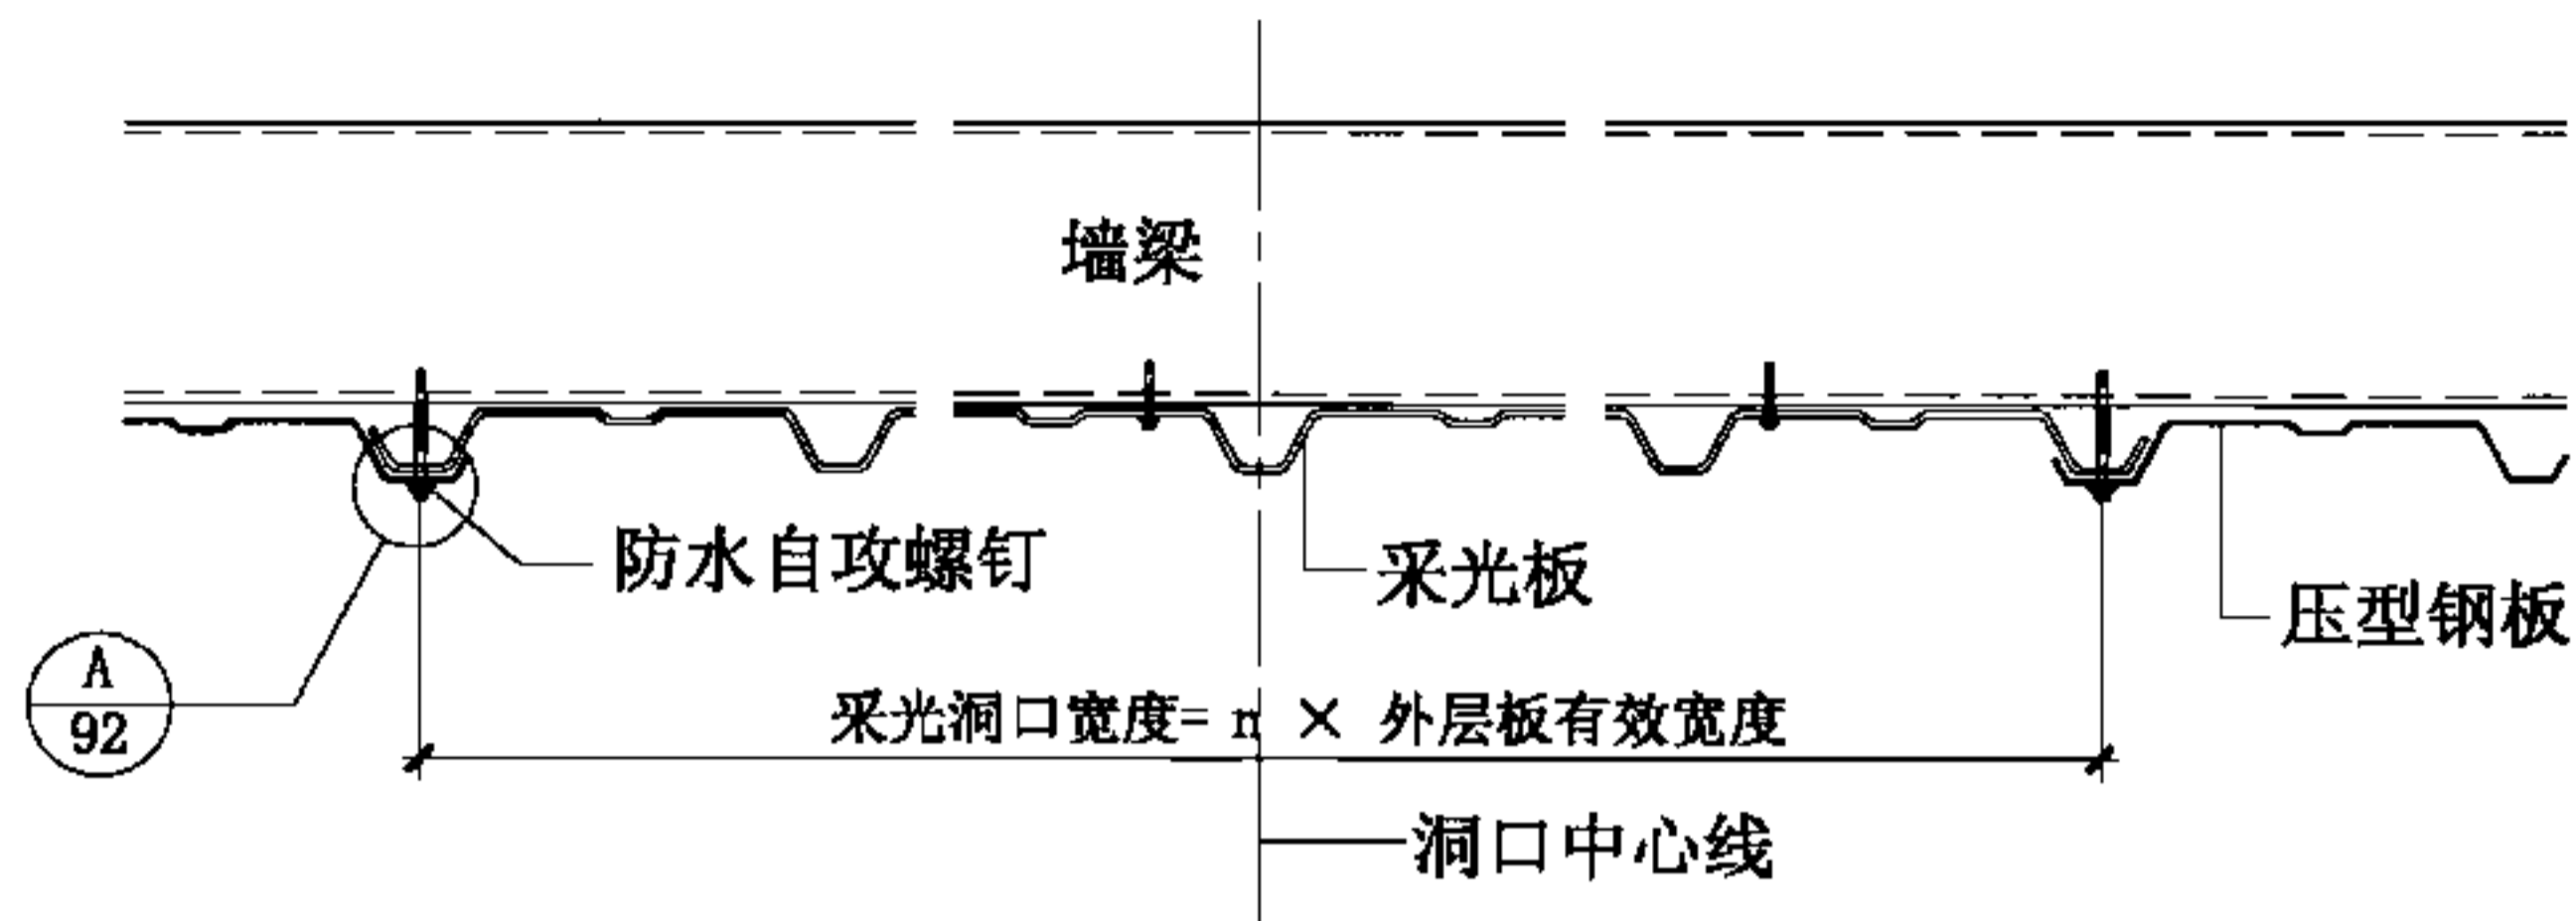 墙梁
防水自攻螺钉
采光板
压型钢板
A
92
采光洞口宽度= n × 外层板有效宽度
洞口中心线